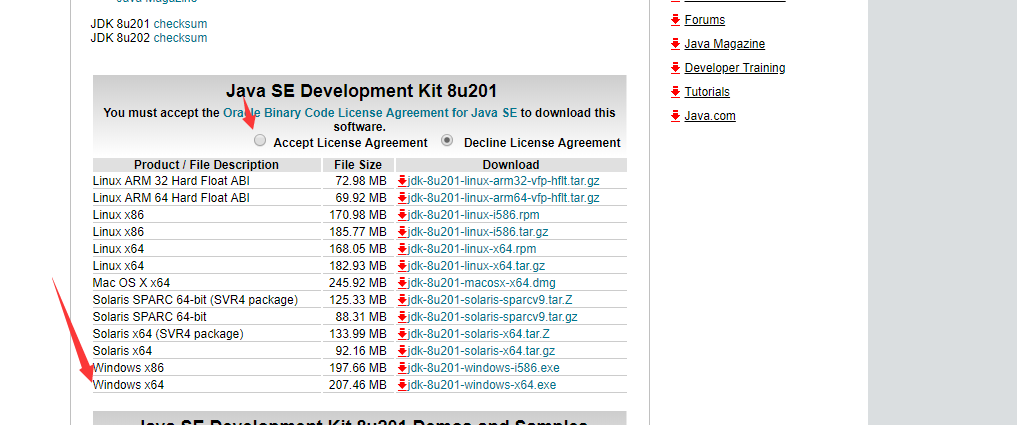 JDK 8u201 checksum
JDK 8u202 checksum
Java SE Development Kit 8u201
You must accept the Oracle Binary Code License Agreement for Java SE to download this
software.
Accept License Agreement Decline License Agreement
Product / File Description File Size Download
Linux ARM 32 Hard Float ABI 72.98 MB jdk-8u201-linux-arm32-vfp-hflt.tar.gz
Linux ARM 64 Hard Float ABI 69.92 MB jdk-8u201-linux-arm64-vfp-hflt.tar.gz
Linux x86 170.98 MB jdk-8u201-linux-i586.rpm
Linux x86 185.77 MB jdk-8u201-linux-i586.tar.gz
Linux x64 168.05 MB jdk-8u201-linux-x64.rpm
Linux x64 182.93 MB jdk-8u201-linux-x64.tar.gz
Mac OS X x64 245.92 MB jdk-8u201-macosx-x64.dmg
Solaris SPARC 64-bit (SVR4 package) 125.33 MB jdk-8u201-solaris-sparcv9.tar.Z
Solaris SPARC 64-bit 88.31 MB jdk-8u201-solaris-sparcv9.tar.gz
Solaris x64 (SVR4 package) 133.99 MB jdk-8u201-solaris-x64.tar.Z
Solaris x64 92.16 MB jdk-8u201-solaris-x64.tar.gz
Windows x86 197.66 MB jdk-8u201-windows-i586.exe
Windows x64 207.46 MB jdk-8u201-windows-x64.exe
Java SE Development Kit 8u201 Demos and Samples
Forums
Java Magazine
Developer Training
Tutorials
Java.com